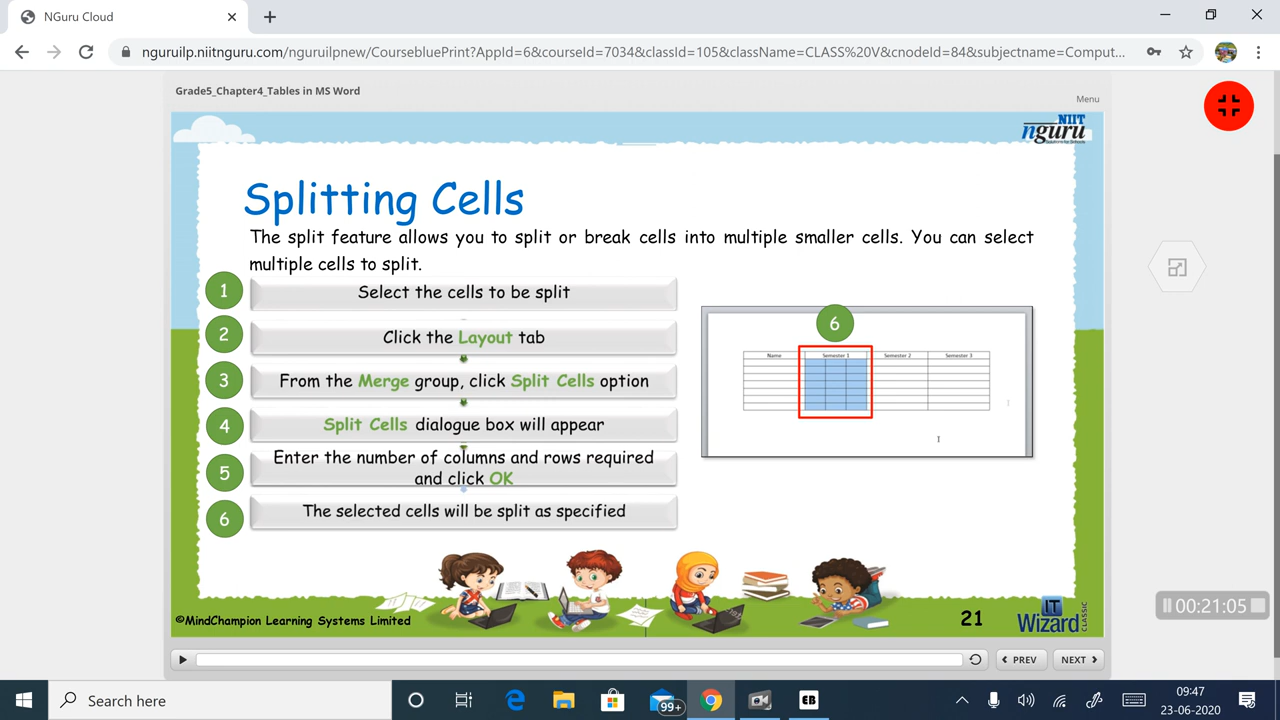 NGuru Cloud
nguruilp.niitnguru.com/nguruilpnew/CoursebluePrint?AppId=6&courseId=7034&classId=105&className=CLASS%20V&cnodeId=84&subjectname=Comput...
Grade5_Chapter4_Tables in MS Word
Menu
NIIT
nguru
Splitting Cells
The split feature allows you to split or break cells into multiple smaller cells. You can select
multiple cells to split.
1 Select the cells to be split
2 Click the Layout tab
3 From the Merge group, click Split Cells option
4 Split Cells dialogue box will appear
5 Enter the number of columns and rows required
and click OK
6 The selected cells will be split as specified
6
Name Semester 1 Semester 2 Semester 3
©MindChampion Learning Systems Limited
21
IT
Wizard
CLASSIC
00:21:05
PREV
NEXT
Search here
99+
EB
09:47
23-06-2020